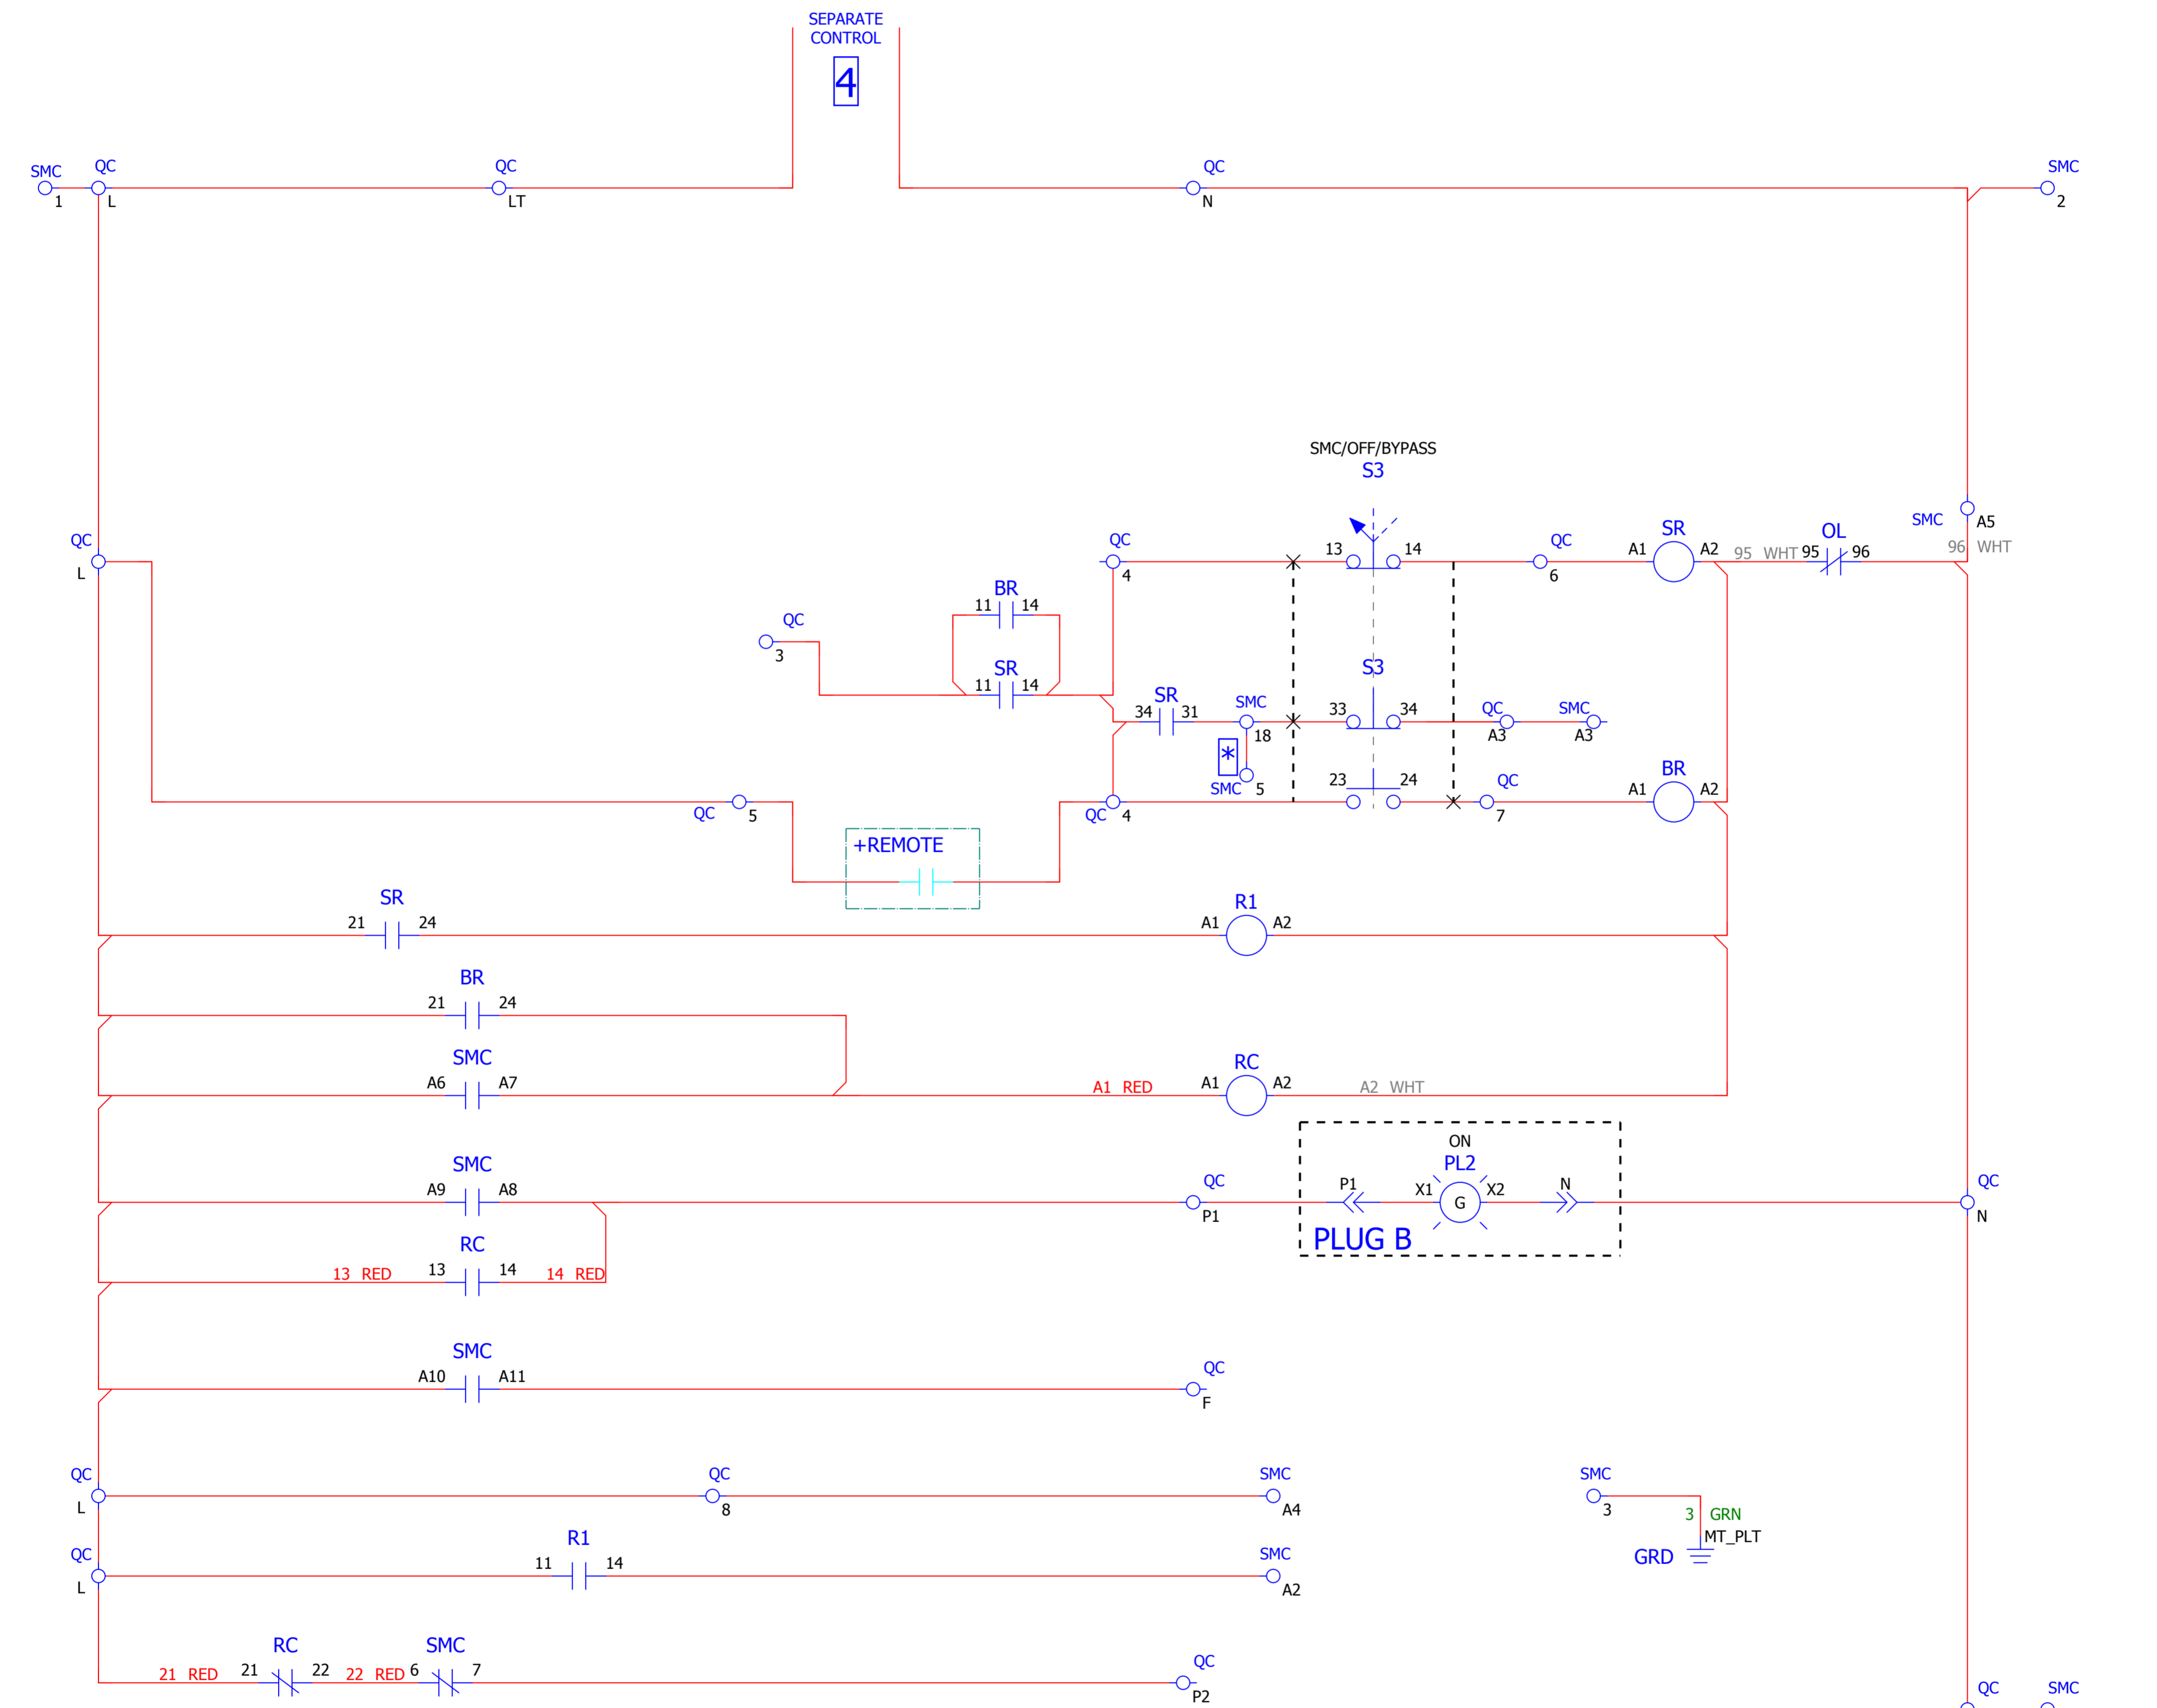 SEPARATE
CONTROL
4
SMC
1
QC
L
QC
LT
QC
N
SMC
2
SMC/OFF/BYPASS
S3
QC
L
QC
4
13
14
QC
6
SR
A1
A2
95 WHT
OL
95
96
SMC
A5
96 WHT
BR
11
14
QC
3
SR
11
14
SR
34
31
SMC
18
*
SMC
5
S3
33
34
QC
A3
SMC
A3
23
24
QC
7
BR
A1
A2
QC
5
QC
4
+REMOTE
SR
21
24
R1
A1
A2
BR
21
24
SMC
A6
A7
A1 RED
RC
A1
A2
A2 WHT
SMC
A9
A8
QC
P1
ON
PL2
P1
X1
G
X2
N
PLUG B
QC
N
RC
13 RED
13
14
14 RED
SMC
A10
A11
QC
F
QC
L
QC
8
SMC
A4
SMC
3
3 GRN
MT_PLT
GRD
QC
L
R1
11
14
SMC
A2
RC
21 RED
21
22
22 RED
SMC
6
7
QC
P2
QC
SMC